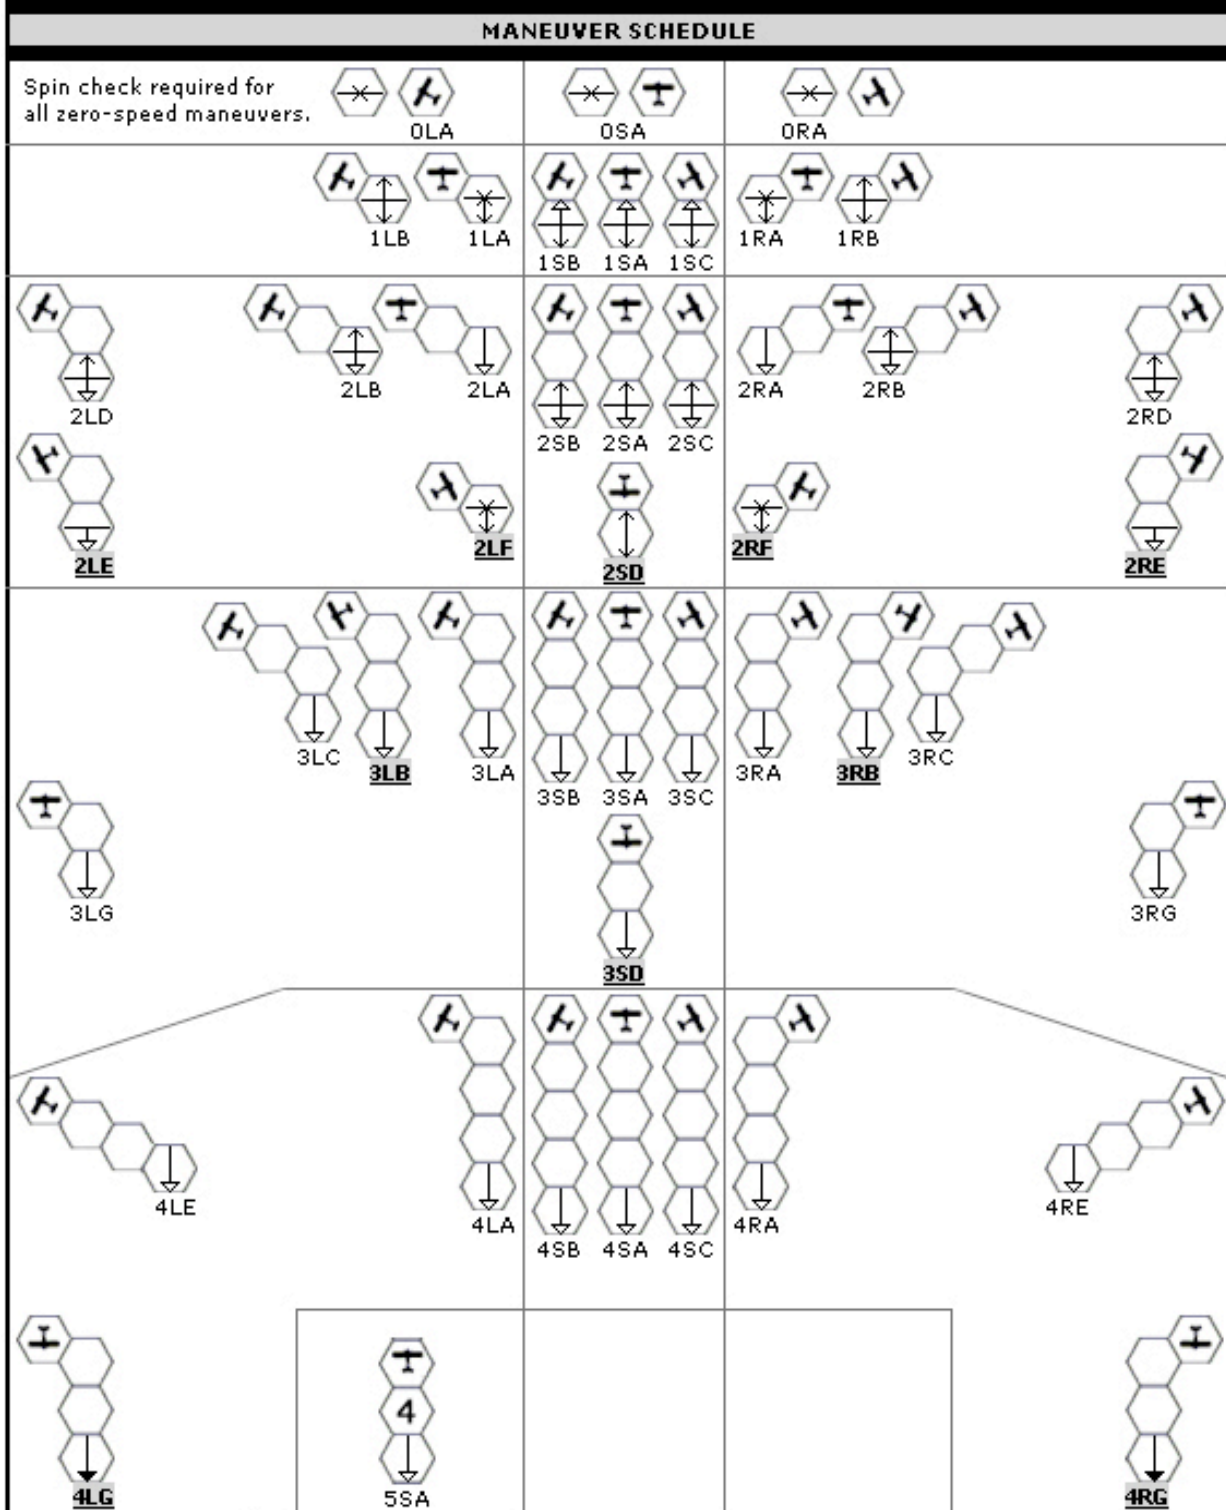 MANEUVER SCHEDULE
Spin check required for
all zero-speed maneuvers.
0LA 0SA 0RA
1LB 1LA 1SB 1SA 1SC 1RA 1RB
2LD 2LB 2LA 2SB 2SA 2SC 2RA 2RB 2RD
2LE 2LF 2SD 2RF 2RE
3LC 3LB 3LA 3SB 3SA 3SC 3RA 3RB 3RC
3LG 3SD 3RG
4LE 4LA 4SB 4SA 4SC 4RA 4RE
4
4LG 5SA 4RG